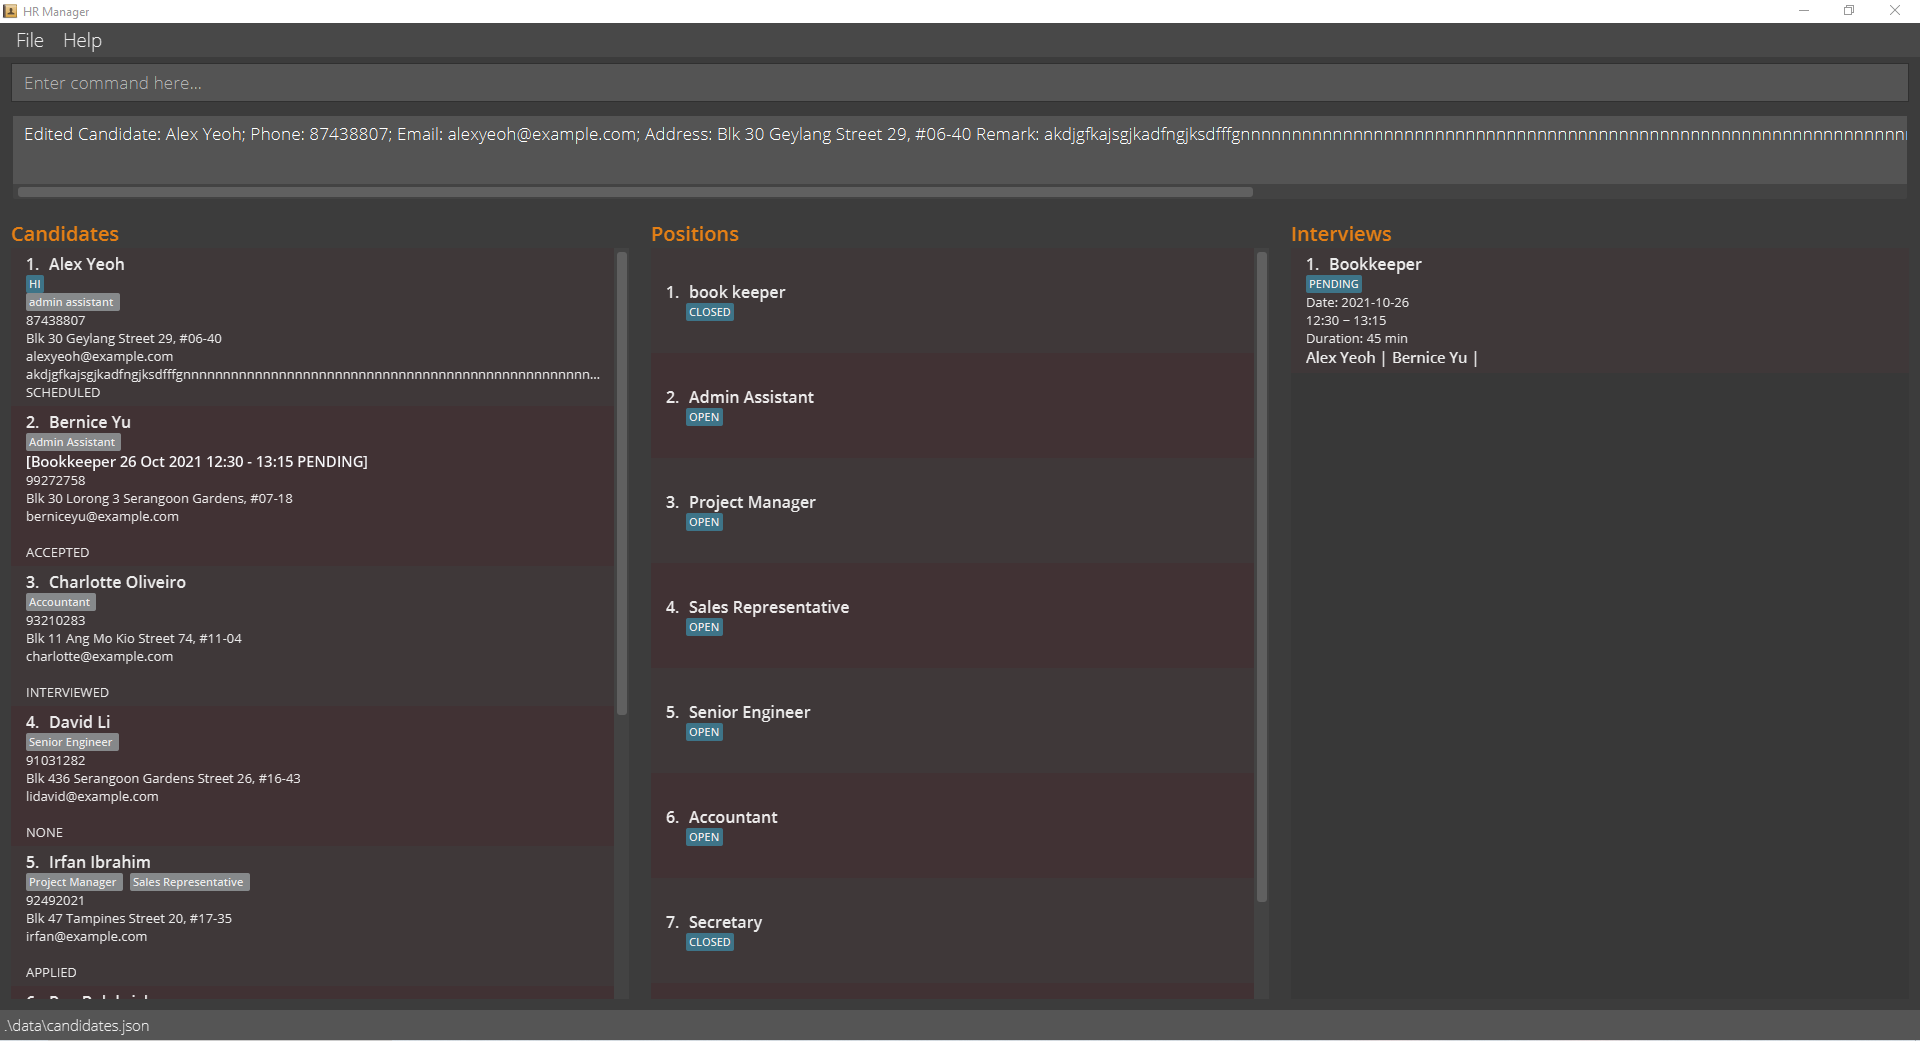 HR Manager
File Help
Enter command here...
Edited Candidate: Alex Yeoh; Phone: 87438807; Email: alexyeoh@example.com; Address: Blk 30 Geylang Street 29, #06-40 Remark:
Candidates
1. Alex Yeoh
HI
admin assistant
87438807
Blk 30 Geylang Street 29, #06-40
alexyeoh@example.com
SCHEDULED
2. Bernice Yu
Admin Assistant
[Bookkeeper 26 Oct 2021 12:30 - 13:15 PENDING]
99272758
Blk 30 Lorong 3 Serangoon Gardens, #07-18
berniceyu@example.com
ACCEPTED
3. Charlotte Oliveiro
Accountant
93210283
Blk 11 Ang Mo Kio Street 74, #11-04
charlotte@example.com
INTERVIEWED
4. David Li
Senior Engineer
91031282
Blk 436 Serangoon Gardens Street 26, #16-43
lidavid@example.com
NONE
5. Irfan Ibrahim
Project Manager Sales Representative
92492021
Blk 47 Tampines Street 20, #17-35
irfan@example.com
APPLIED
Positions
1. book keeper
CLOSED
2. Admin Assistant
OPEN
3. Project Manager
OPEN
4. Sales Representative
OPEN
5. Senior Engineer
OPEN
6. Accountant
OPEN
7. Secretary
CLOSED
Interviews
1. Bookkeeper
PENDING
Date: 2021-10-26
12:30 – 13:15
Duration: 45 min
Alex Yeoh | Bernice Yu |
.\data\candidates.json